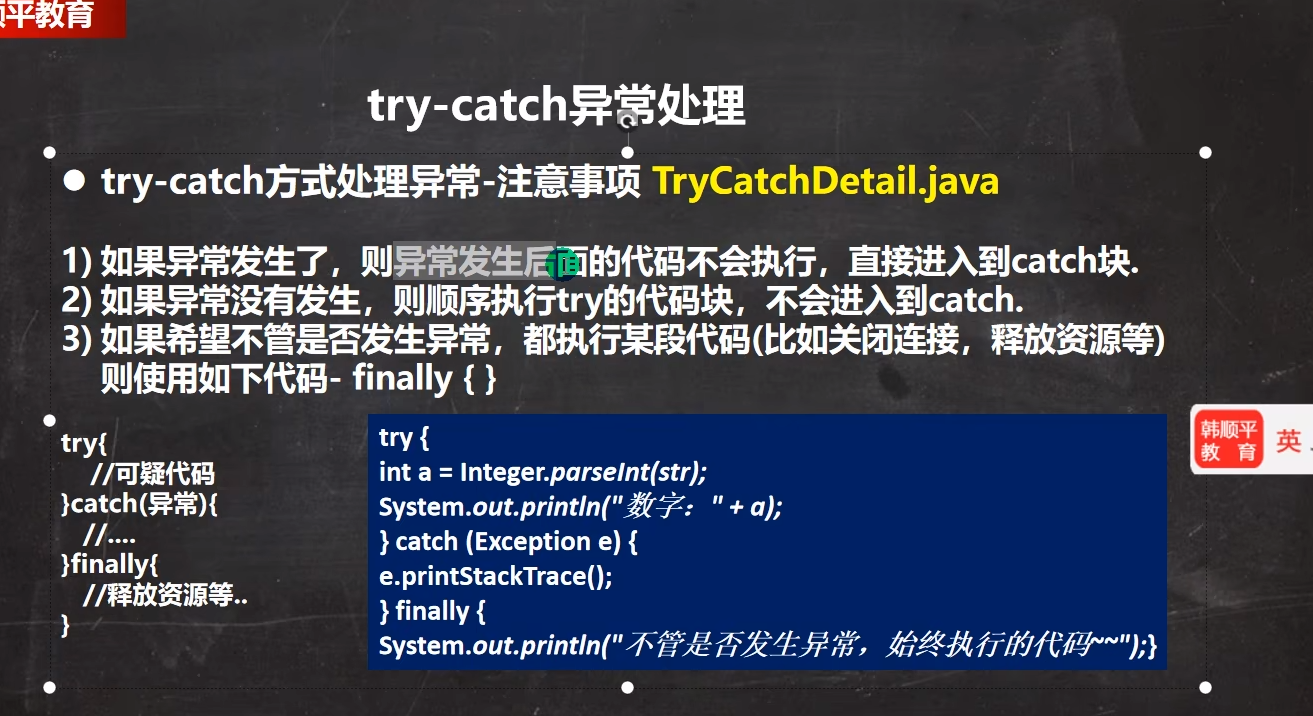 顺平教育
try-catch异常处理
● try-catch方式处理异常-注意事项 TryCatchDetail.java
1) 如果异常发生了，则异常发生后面的代码不会执行，直接进入到catch块.
2) 如果异常没有发生，则顺序执行try的代码块，不会进入到catch.
3) 如果希望不管是否发生异常，都执行某段代码(比如关闭连接，释放资源等)
则使用如下代码- finally { }
try{
//可疑代码
}catch(异常){
//....
}finally{
//释放资源等..
}
try {
int a = Integer.parseInt(str);
System.out.println("数字：" + a);
} catch (Exception e) {
e.printStackTrace();
} finally {
System.out.println("不管是否发生异常，始终执行的代码~~");}
韩顺平
教 育
英